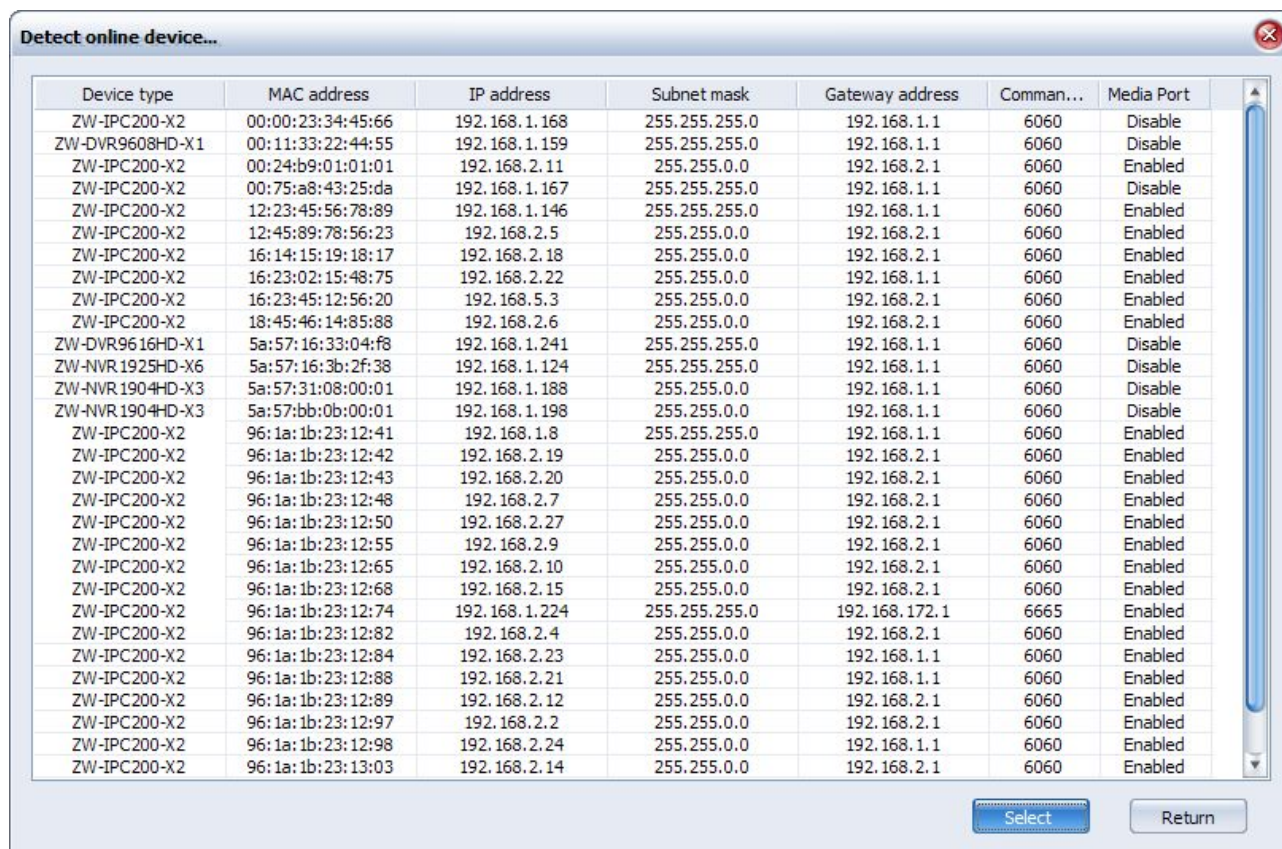 Detect online device...
Device type MAC address IP address Subnet mask Gateway address Comman... Media Port
ZW-IPC200-X2 00:00:23:34:45:66 192.168.1.168 255.255.255.0 192.168.1.1 6060 Disable
ZW-DVR9608HD-X1 00:11:33:22:44:55 192.168.1.159 255.255.255.0 192.168.1.1 6060 Disable
ZW-IPC200-X2 00:24:b9:01:01:01 192.168.2.11 255.255.0.0 192.168.2.1 6060 Enabled
ZW-IPC200-X2 00:75:a8:43:25:da 192.168.1.167 255.255.255.0 192.168.1.1 6060 Disable
ZW-IPC200-X2 12:23:45:56:78:89 192.168.1.146 255.255.255.0 192.168.1.1 6060 Enabled
ZW-IPC200-X2 12:45:89:78:56:23 192.168.2.5 255.255.0.0 192.168.2.1 6060 Enabled
ZW-IPC200-X2 16:14:15:19:18:17 192.168.2.18 255.255.0.0 192.168.2.1 6060 Enabled
ZW-IPC200-X2 16:23:02:15:48:75 192.168.2.22 255.255.0.0 192.168.1.1 6060 Enabled
ZW-IPC200-X2 16:23:45:12:56:20 192.168.5.3 255.255.0.0 192.168.2.1 6060 Enabled
ZW-IPC200-X2 18:45:46:14:85:88 192.168.2.6 255.255.0.0 192.168.2.1 6060 Enabled
ZW-DVR9616HD-X1 5a:57:16:33:04:f8 192.168.1.241 255.255.255.0 192.168.1.1 6060 Disable
ZW-NVR1925HD-X6 5a:57:16:3b:2f:38 192.168.1.124 255.255.255.0 192.168.1.1 6060 Disable
ZW-NVR1904HD-X3 5a:57:31:08:00:01 192.168.1.188 255.255.0.0 192.168.1.1 6060 Disable
ZW-NVR1904HD-X3 5a:57:bb:0b:00:01 192.168.1.198 255.255.0.0 192.168.1.1 6060 Disable
ZW-IPC200-X2 96:1a:1b:23:12:41 192.168.1.8 255.255.255.0 192.168.1.1 6060 Enabled
ZW-IPC200-X2 96:1a:1b:23:12:42 192.168.2.19 255.255.0.0 192.168.2.1 6060 Enabled
ZW-IPC200-X2 96:1a:1b:23:12:43 192.168.2.20 255.255.0.0 192.168.2.1 6060 Enabled
ZW-IPC200-X2 96:1a:1b:23:12:48 192.168.2.7 255.255.0.0 192.168.2.1 6060 Enabled
ZW-IPC200-X2 96:1a:1b:23:12:50 192.168.2.27 255.255.0.0 192.168.2.1 6060 Enabled
ZW-IPC200-X2 96:1a:1b:23:12:55 192.168.2.9 255.255.0.0 192.168.2.1 6060 Enabled
ZW-IPC200-X2 96:1a:1b:23:12:65 192.168.2.10 255.255.0.0 192.168.2.1 6060 Enabled
ZW-IPC200-X2 96:1a:1b:23:12:68 192.168.2.15 255.255.0.0 192.168.2.1 6060 Enabled
ZW-IPC200-X2 96:1a:1b:23:12:74 192.168.1.224 255.255.255.0 192.168.172.1 6665 Enabled
ZW-IPC200-X2 96:1a:1b:23:12:82 192.168.2.4 255.255.0.0 192.168.2.1 6060 Enabled
ZW-IPC200-X2 96:1a:1b:23:12:84 192.168.2.23 255.255.0.0 192.168.1.1 6060 Enabled
ZW-IPC200-X2 96:1a:1b:23:12:88 192.168.2.21 255.255.0.0 192.168.2.1 6060 Enabled
ZW-IPC200-X2 96:1a:1b:23:12:89 192.168.2.12 255.255.0.0 192.168.2.1 6060 Enabled
ZW-IPC200-X2 96:1a:1b:23:12:97 192.168.2.2 255.255.0.0 192.168.2.1 6060 Enabled
ZW-IPC200-X2 96:1a:1b:23:12:98 192.168.2.24 255.255.0.0 192.168.1.1 6060 Enabled
ZW-IPC200-X2 96:1a:1b:23:13:03 192.168.2.14 255.255.0.0 192.168.2.1 6060 Enabled
Select Return